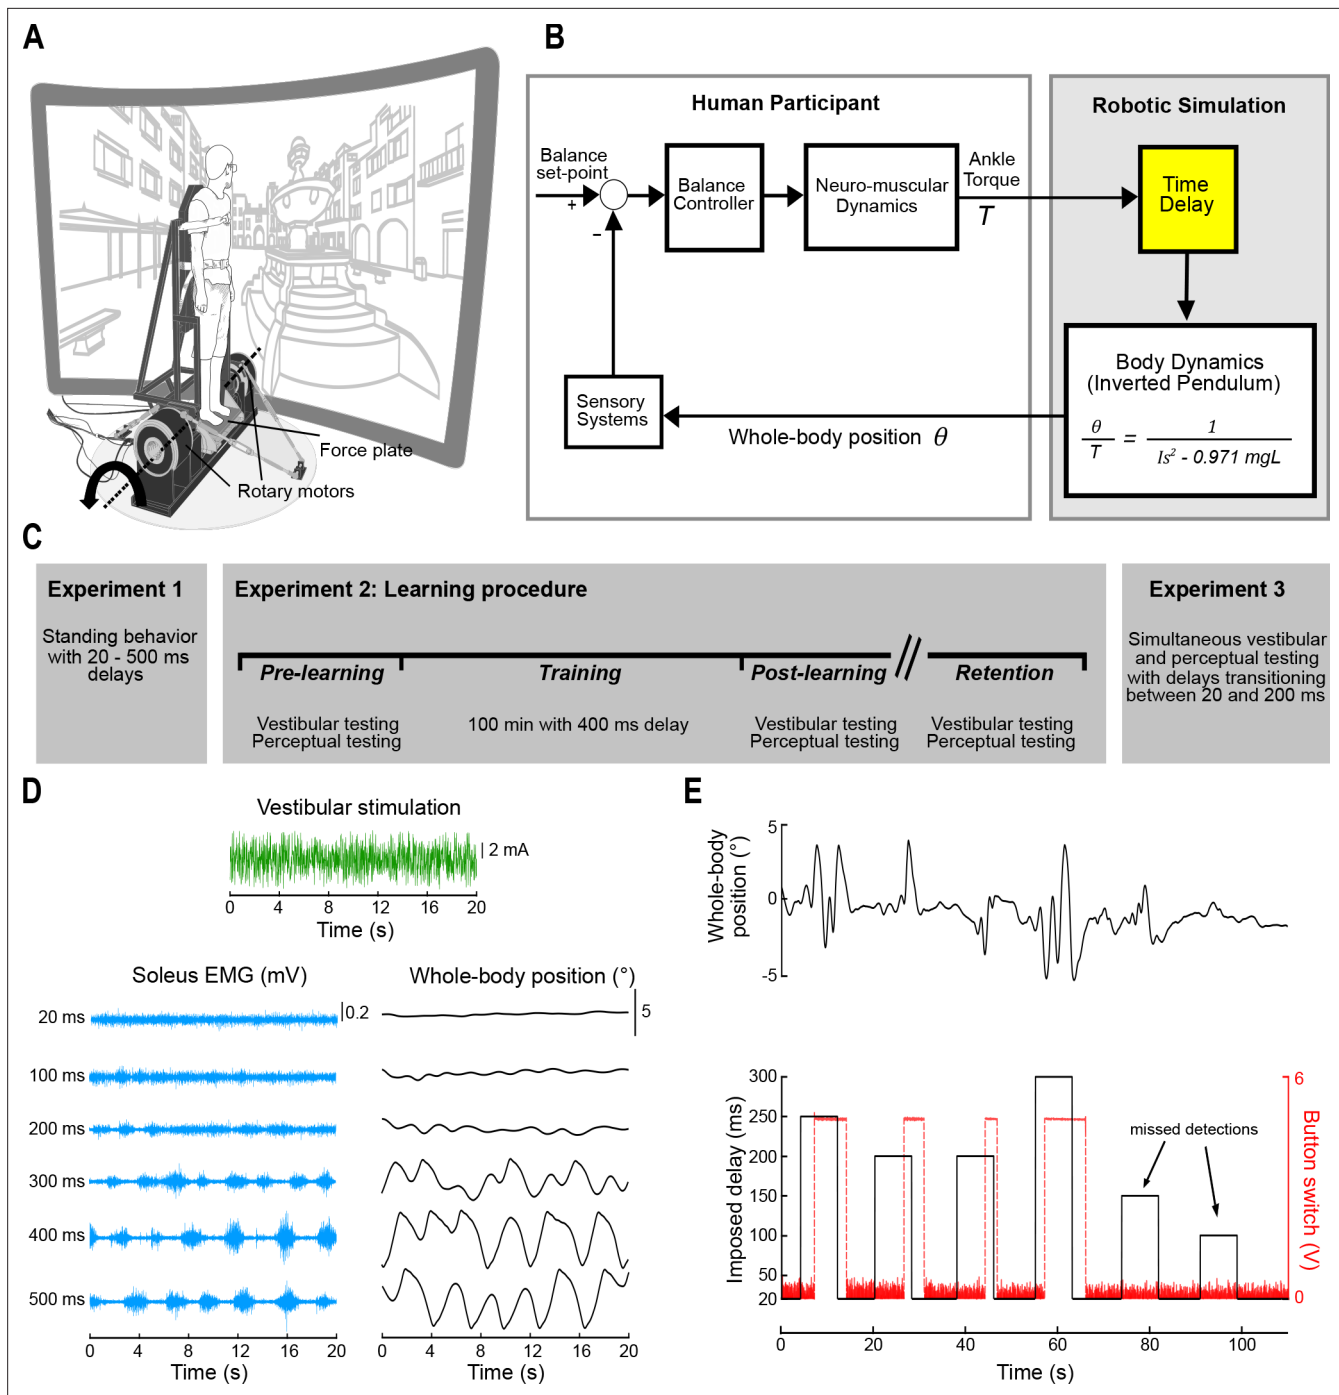 A
Force plate
Rotary motors
B
Human Participant
Robotic Simulation
Balance
set-point
+
−
Balance
Controller
Neuro-muscular
Dynamics
Ankle
Torque
T
Time
Delay
Body Dynamics
(Inverted Pendulum)
θ/T = 1/(Is² - 0.971 mgL)
Sensory
Systems
Whole-body position θ
C
Experiment 1
Standing behavior
with 20 - 500 ms
delays
Experiment 2: Learning procedure
Pre-learning Training Post-learning Retention
Vestibular testing
Perceptual testing
100 min with 400 ms delay
Vestibular testing
Perceptual testing
Vestibular testing
Perceptual testing
Experiment 3
Simultaneous vestibular
and perceptual testing
with delays transitioning
between 20 and 200 ms
D
Vestibular stimulation
2 mA
0 4 8 12 16 20
Time (s)
Soleus EMG (mV)
Whole-body position (°)
0.2
5
20 ms
100 ms
200 ms
300 ms
400 ms
500 ms
0 4 8 12 16 20
Time (s)
0 4 8 12 16 20
Time (s)
E
Whole-body
position (°)
5
0
-5
Imposed delay (ms)
300
250
200
150
100
50
20
missed detections
6
0
Button switch (V)
0 20 40 60 80 100
Time (s)